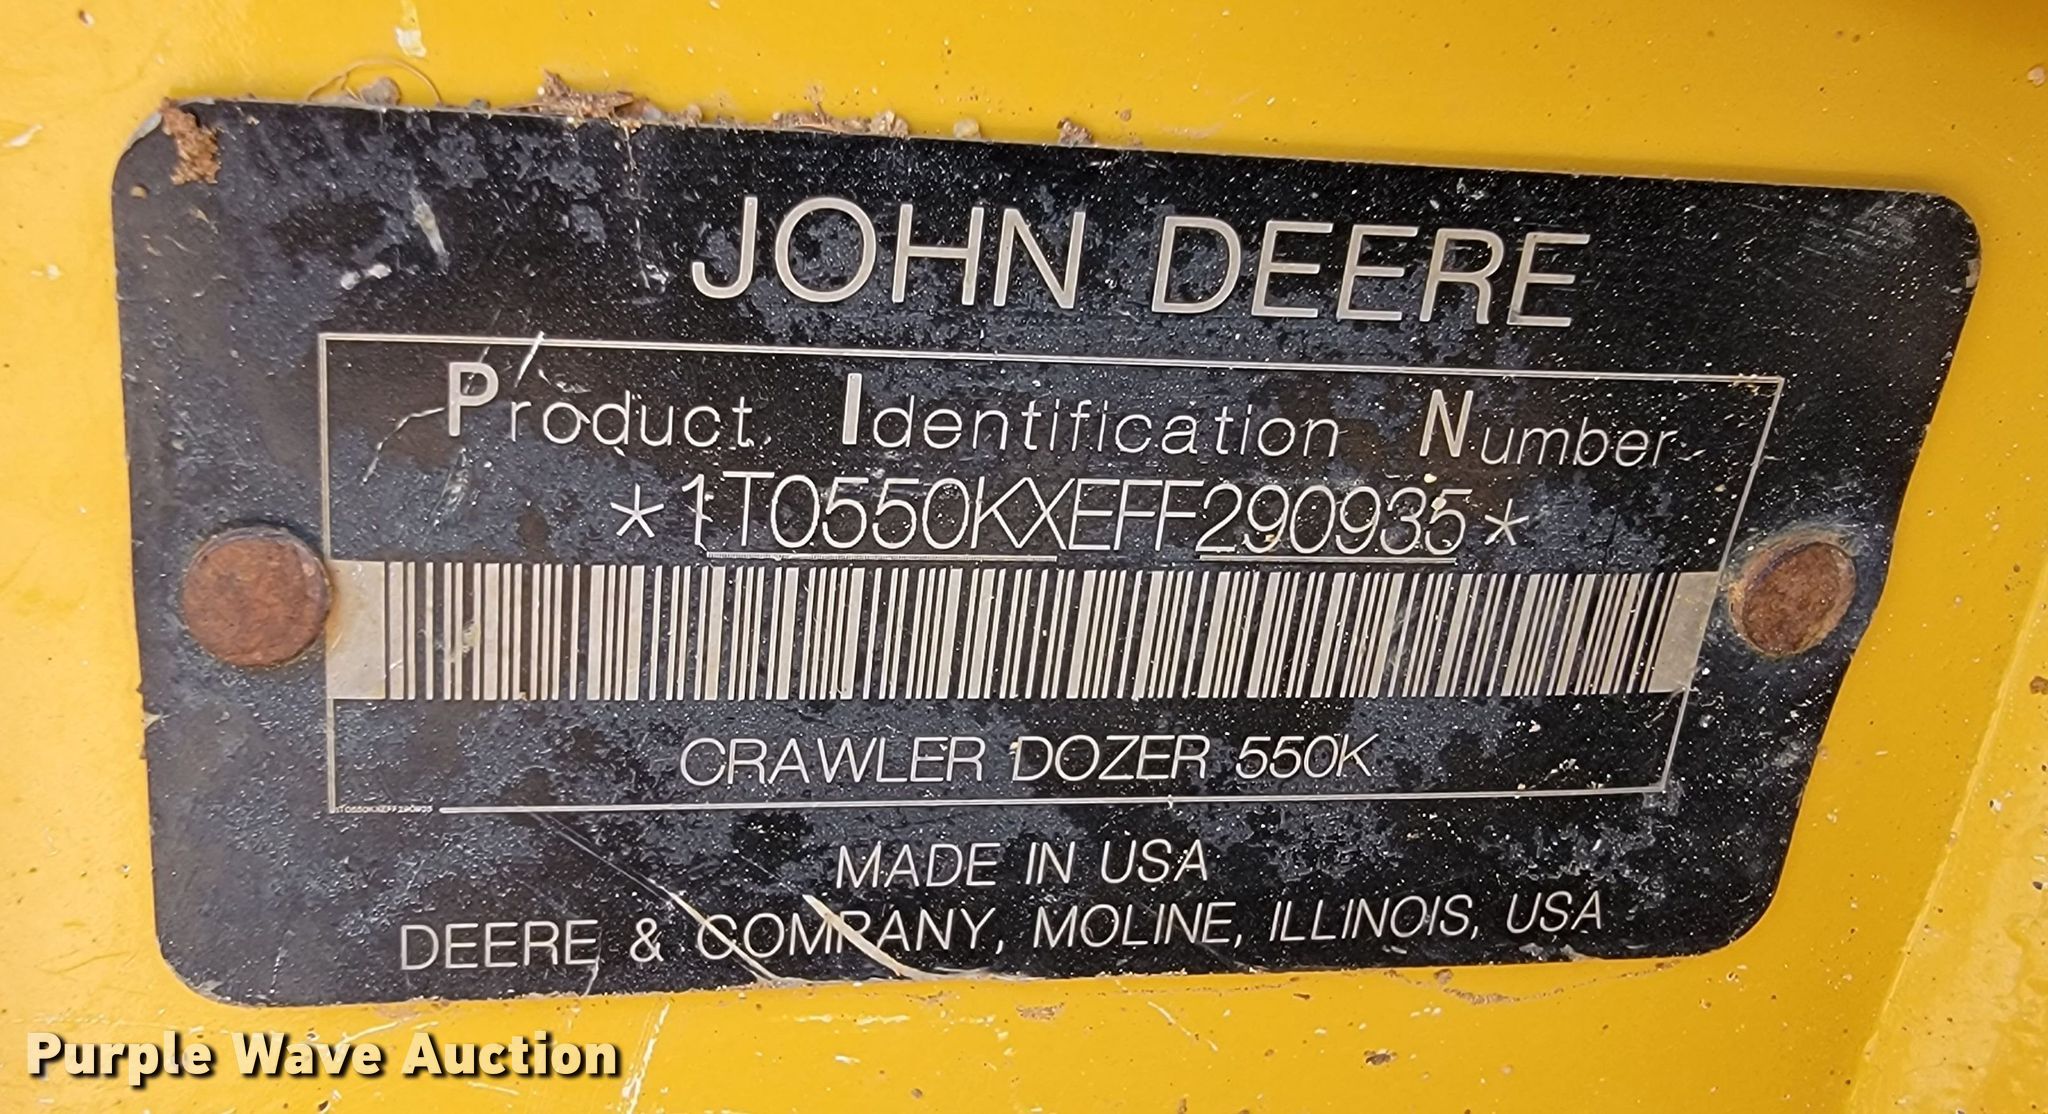 JOHN DEERE
Product Identification Number
*1T0550KXEFF290935*
CRAWLER DOZER 550K
1T0550KXEFF290935
MADE IN USA
DEERE & COMPANY, MOLINE, ILLINOIS, USA
Purple Wave Auction